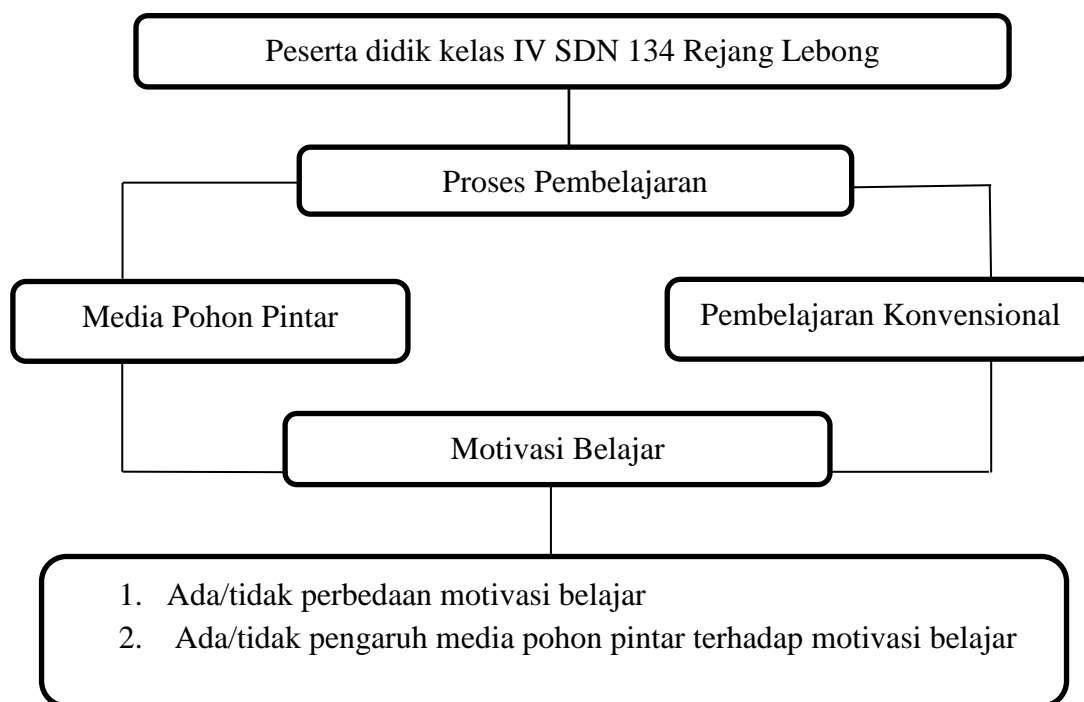 Peserta didik kelas IV SDN 134 Rejang Lebong
Proses Pembelajaran
Media Pohon Pintar
Pembelajaran Konvensional
Motivasi Belajar
1. Ada/tidak perbedaan motivasi belajar
2. Ada/tidak pengaruh media pohon pintar terhadap motivasi belajar